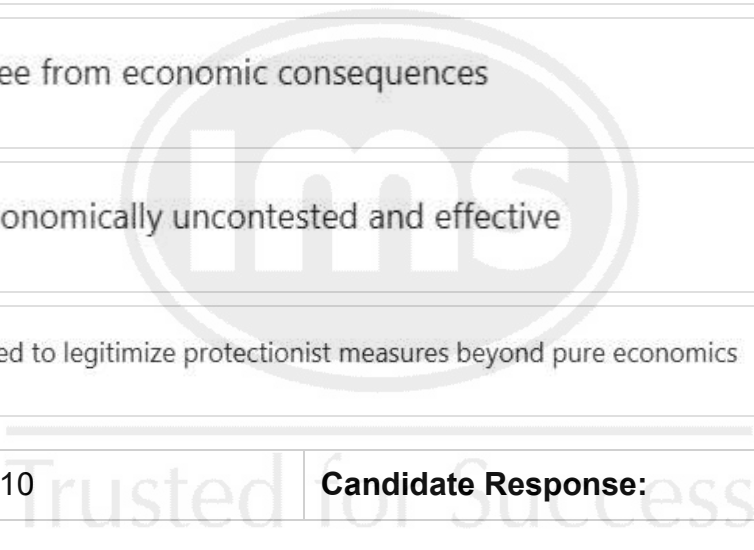 ee from economic consequences
onomically uncontested and effective
ed to legitimize protectionist measures beyond pure economics
10 Candidate Response:
ims
Trusted for Success